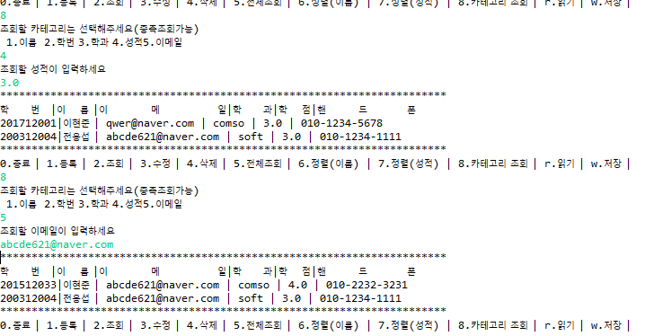 0.종료 | 1.등록 | 2.조회 | 3.수정 | 4.삭제 | 5.전체조회 | 6.정렬(이름) | 7.정렬(성적) | 8.카테고리 조회 | r.읽기 | w.저장 |
8
조회할 카테고리는 선택해주세요(중족조회가능)
1.이름 2.학번 3.학과 4.성적5.이메일
4
조회할 성적이 입력하세요
3.0
***************************************************************************
학 번 |이 름 |이 메 일|학 과|학 점|핸 드 폰
201712001|이현준 | qwer@naver.com | comso | 3.0 | 010-1234-5678
200312004|전용섭 | abcde621@naver.com | soft | 3.0 | 010-1234-1111
***************************************************************************
0.종료 | 1.등록 | 2.조회 | 3.수정 | 4.삭제 | 5.전체조회 | 6.정렬(이름) | 7.정렬(성적) | 8.카테고리 조회 | r.읽기 | w.저장 |
8
조회할 카테고리는 선택해주세요(중족조회가능)
1.이름 2.학번 3.학과 4.성적5.이메일
5
조회할 이메일이 입력하세요
abcde621@naver.com
***************************************************************************
학 번 |이 름 |이 메 일|학 과|학 점|핸 드 폰
201512033|이현준 | abcde621@naver.com | comso | 4.0 | 010-2232-3231
200312004|전용섭 | abcde621@naver.com | soft | 3.0 | 010-1234-1111
***************************************************************************
0.종료 | 1.등록 | 2.조회 | 3.수정 | 4.삭제 | 5.전체조회 | 6.정렬(이름) | 7.정렬(성적) | 8.카테고리 조회 | r.읽기 | w.저장 |